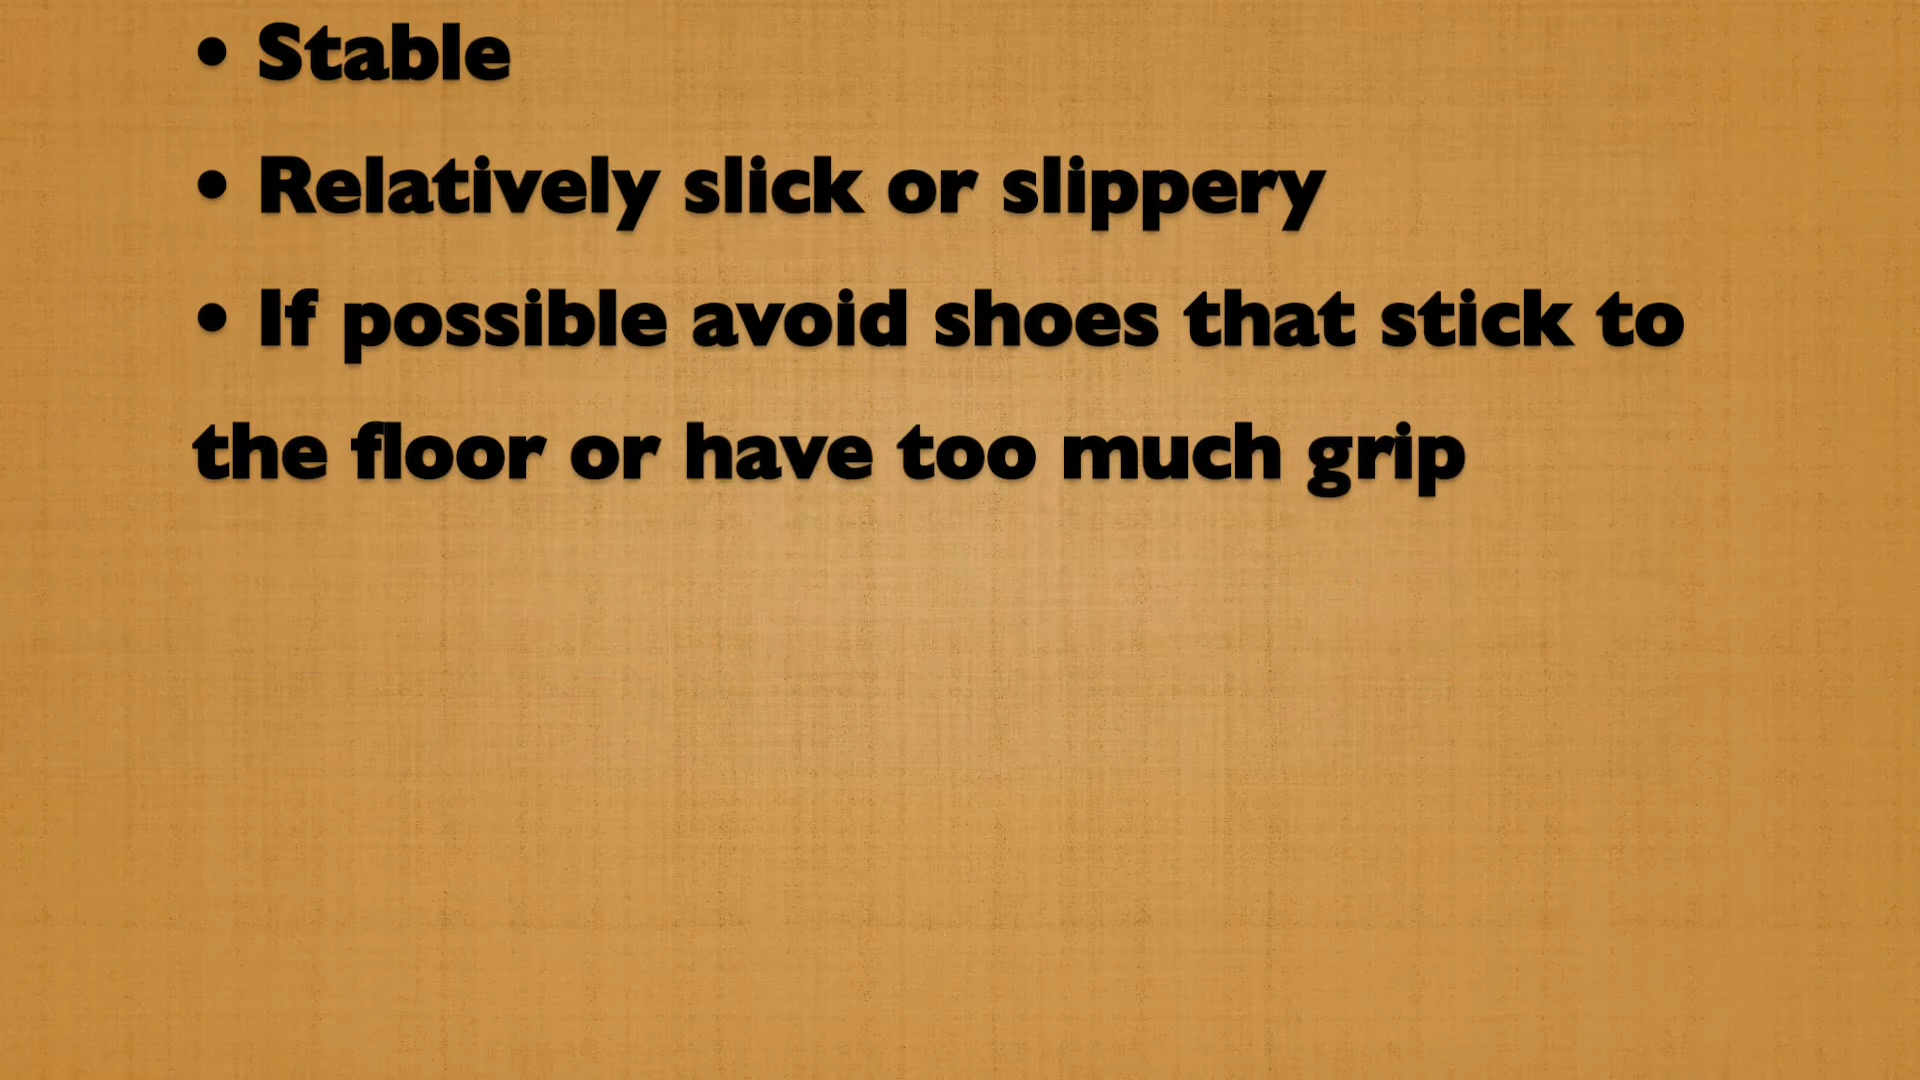 • Stable
• Relatively slick or slippery
• If possible avoid shoes that stick to
the floor or have too much grip